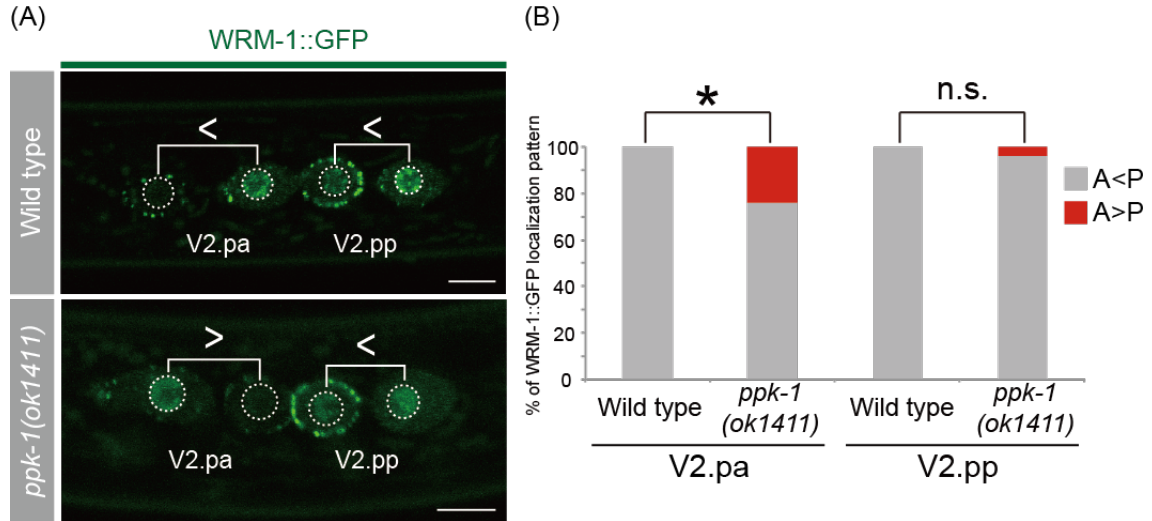 (A)
WRM-1::GFP
Wild type
<
<
V2.pa
V2.pp
ppk-1(ok1411)
>
<
V2.pa
V2.pp
(B)
% of WRM-1::GFP localization pattern
*
n.s.
100
80
60
40
20
0
A<P
A>P
Wild type
ppk-1
(ok1411)
Wild type
ppk-1
(ok1411)
V2.pa
V2.pp